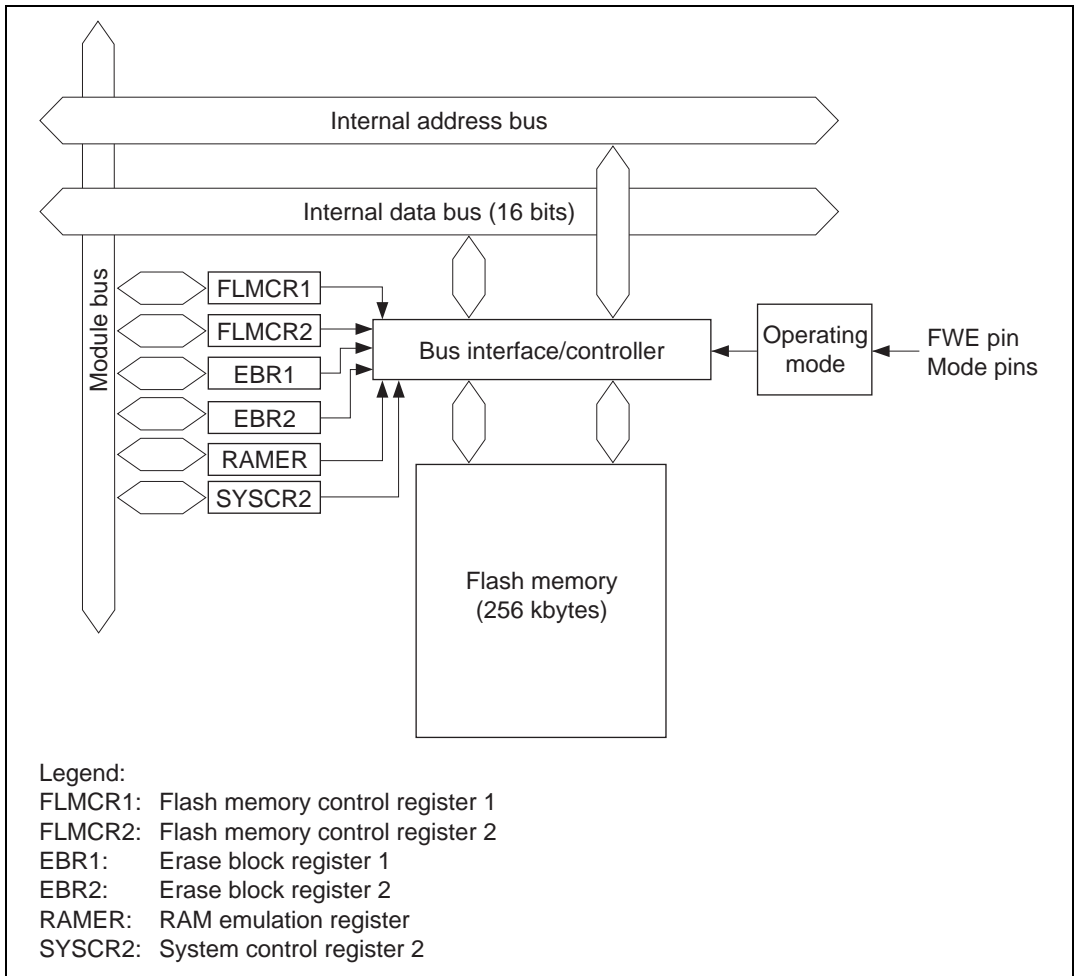 Internal address bus
Internal data bus (16 bits)
Module bus
FLMCR1
FLMCR2
EBR1
EBR2
RAMER
SYSCR2
Bus interface/controller
Operating
mode
FWE pin
Mode pins
Flash memory
(256 kbytes)
Legend:
FLMCR1: Flash memory control register 1
FLMCR2: Flash memory control register 2
EBR1: Erase block register 1
EBR2: Erase block register 2
RAMER: RAM emulation register
SYSCR2: System control register 2